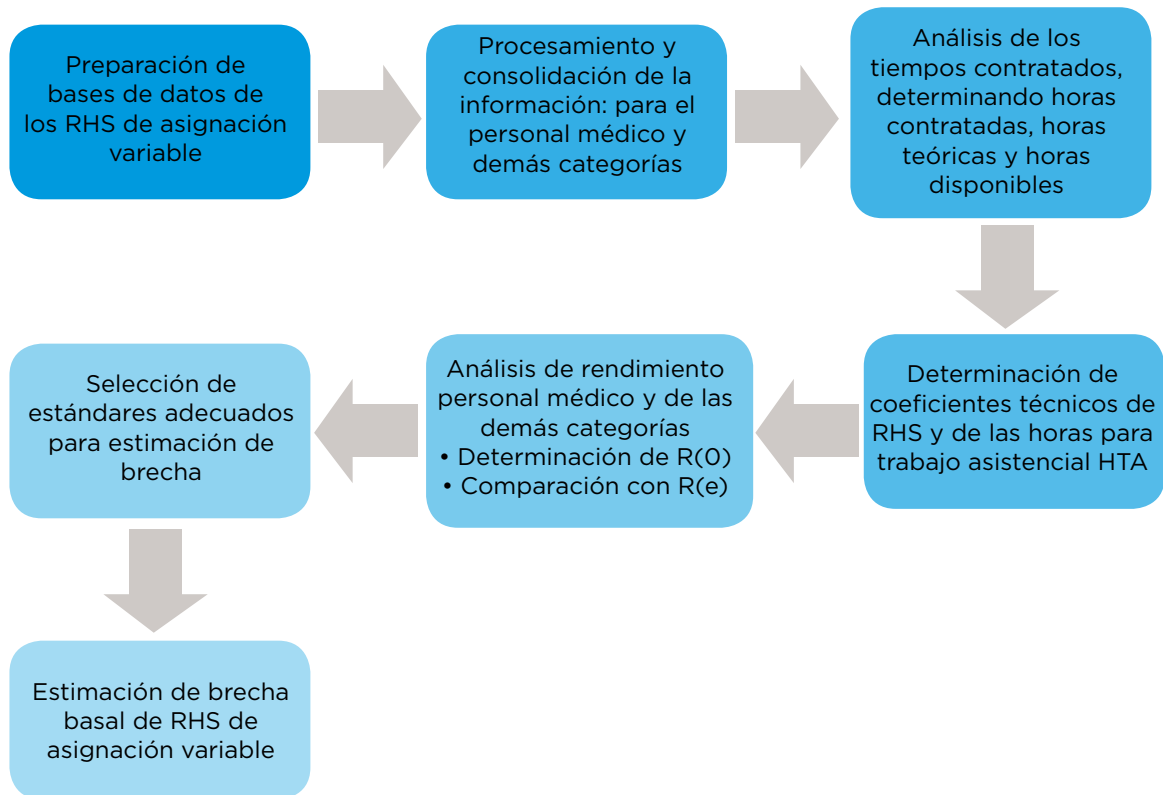 Preparación de
bases de datos de
los RHS de asignación
variable
Procesamiento y
consolidación de la
información: para el
personal médico y
demás categorías
Análisis de los
tiempos contratados,
determinando horas
contratadas, horas
teóricas y horas
disponibles
Determinación de
coeficientes técnicos de
RHS y de las horas para
trabajo asistencial HTA
Análisis de rendimiento
personal médico y de las
demás categorías
• Determinación de R(0)
• Comparación con R(e)
Selección de
estándares adecuados
para estimación de
brecha
Estimación de brecha
basal de RHS de
asignación variable